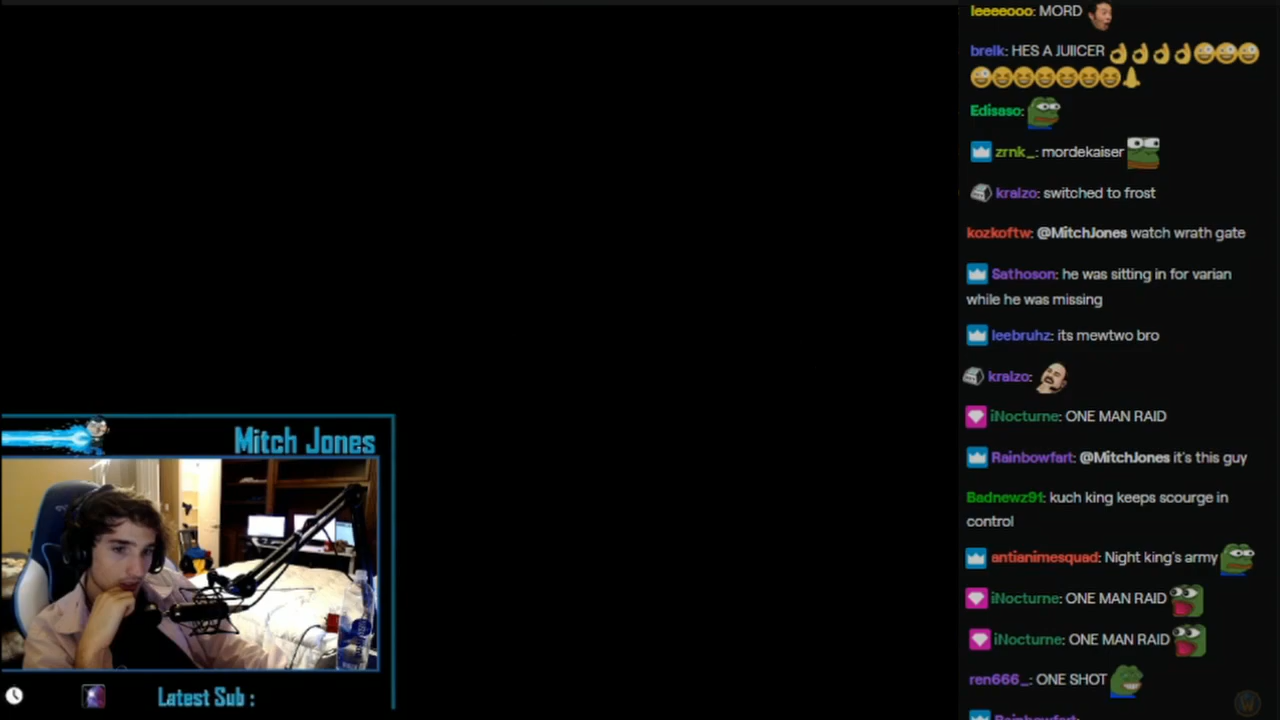 leeeeooo: MORD
brelk: HES A JUIICER
Edisaso:
zrnk_: mordekaiser
kralzo: switched to frost
kozkoftw: @MitchJones watch wrath gate
Sathoson: he was sitting in for varian
while he was missing
leebruhz: its mewtwo bro
kralzo:
iNocturne: ONE MAN RAID
Mitch Jones
Rainbowfart: @MitchJones it's this guy
Badnewz91: kuch king keeps scourge in
control
antianimesquad: Night king's army
iNocturne: ONE MAN RAID
iNocturne: ONE MAN RAID
ren666_: ONE SHOT
Latest Sub :
Rainbowfart: